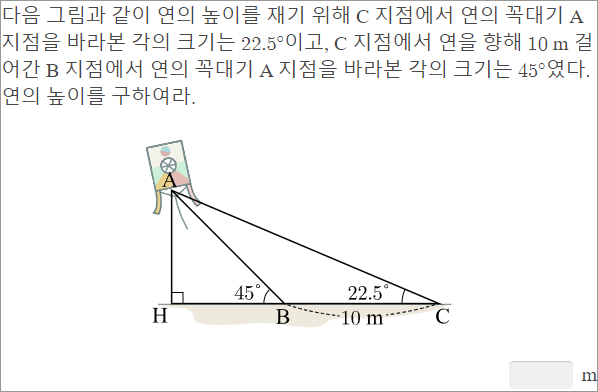 다음 그림과 같이 연의 높이를 재기 위해 C 지점에서 연의 꼭대기 A
지점을 바라본 각의 크기는 22.5°이고, C 지점에서 연을 향해 10 m 걸
어간 B 지점에서 연의 꼭대기 A 지점을 바라본 각의 크기는 45°였다.
연의 높이를 구하여라.
A
45° 22.5°
H B 10 m C
m